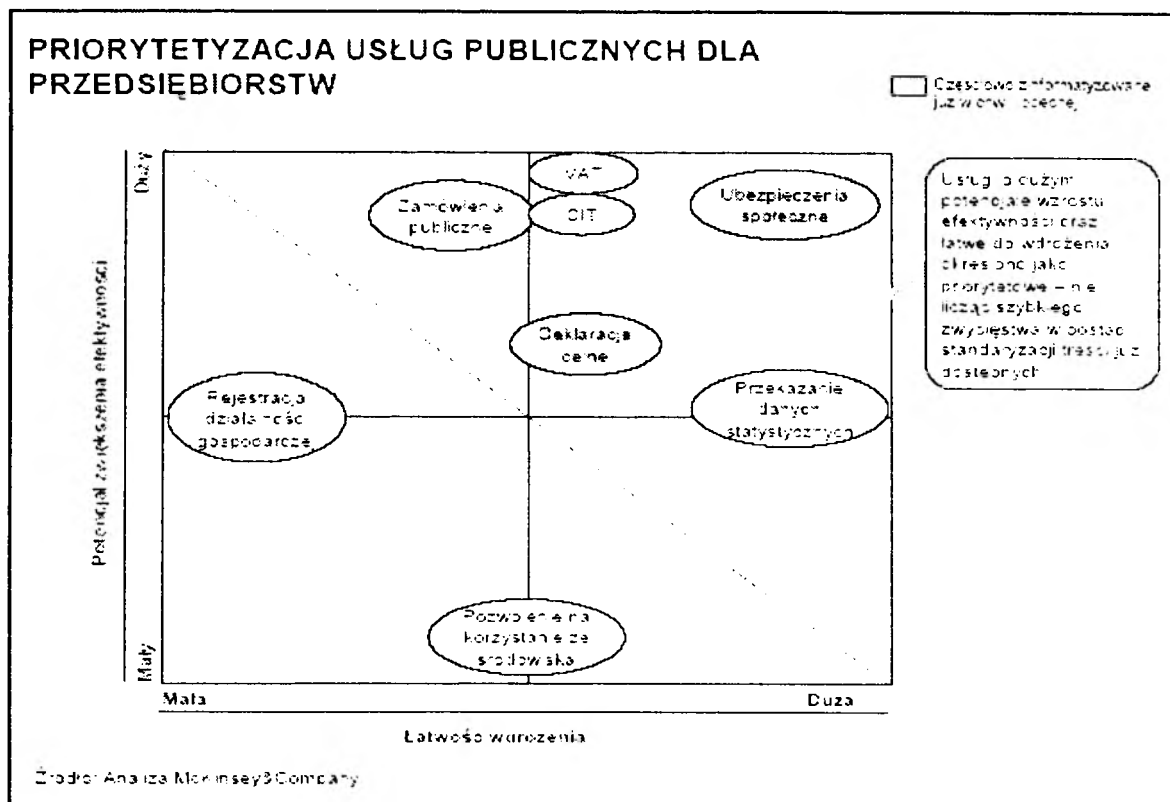 PRIORYTETYZACJA USŁUG PUBLICZNYCH DLA
PRZEDSIĘBIORSTW
Częściowo zinformatyzowane
już w chwili obecnej
Duży
VAT
Zamówienia
publiczne
CIT
Ubezpieczenia
społeczne
Usługi o dużym
potencjale wzrostu
efektywności oraz
łatwe do wdrożenia
określono jako
priorytetowe – nie
licząc szybkiego
zwycięstwa w postaci
standaryzacji treści już
dostępnych
Potencjał zwiększenia efektywności
Deklaracja
celne
Rejestracja
działalności
gospodarczej
Przekazanie
danych
statystycznych
Pozwolenie na
korzystanie ze
środowiska
Mały
Mała
Duża
Łatwość wdrożenia
Źródło: Analiza McKinsey&Company